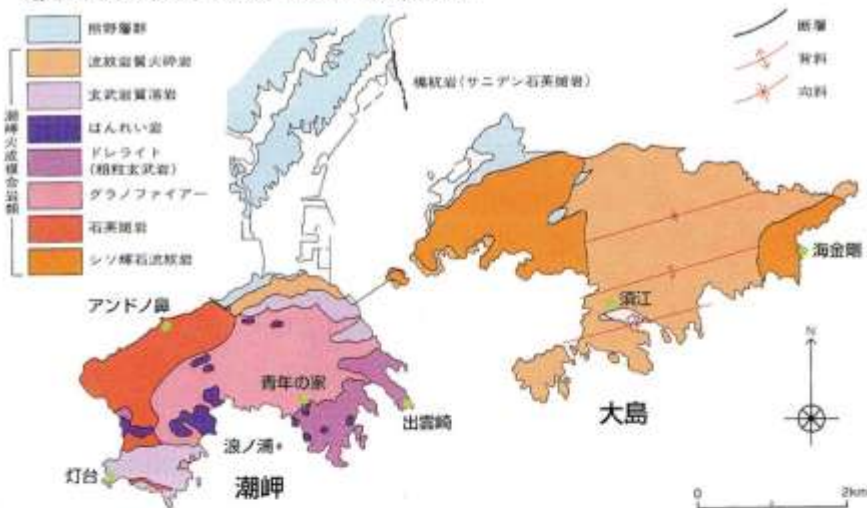 熊野層群
流紋岩質火砕岩
玄武岩質溶岩
はんれい岩
ドレライト
(粗粒玄武岩)
グラノファイアー
石英斑岩
シソ輝石流紋岩
潮岬火成複合岩類
橋杭岩(サニデン石英斑岩)
断層
背斜
向斜
アンドノ鼻
青年の家
出雲崎
浪ノ浦
灯台
潮岬
須江
海金剛
大島
N
0
2km